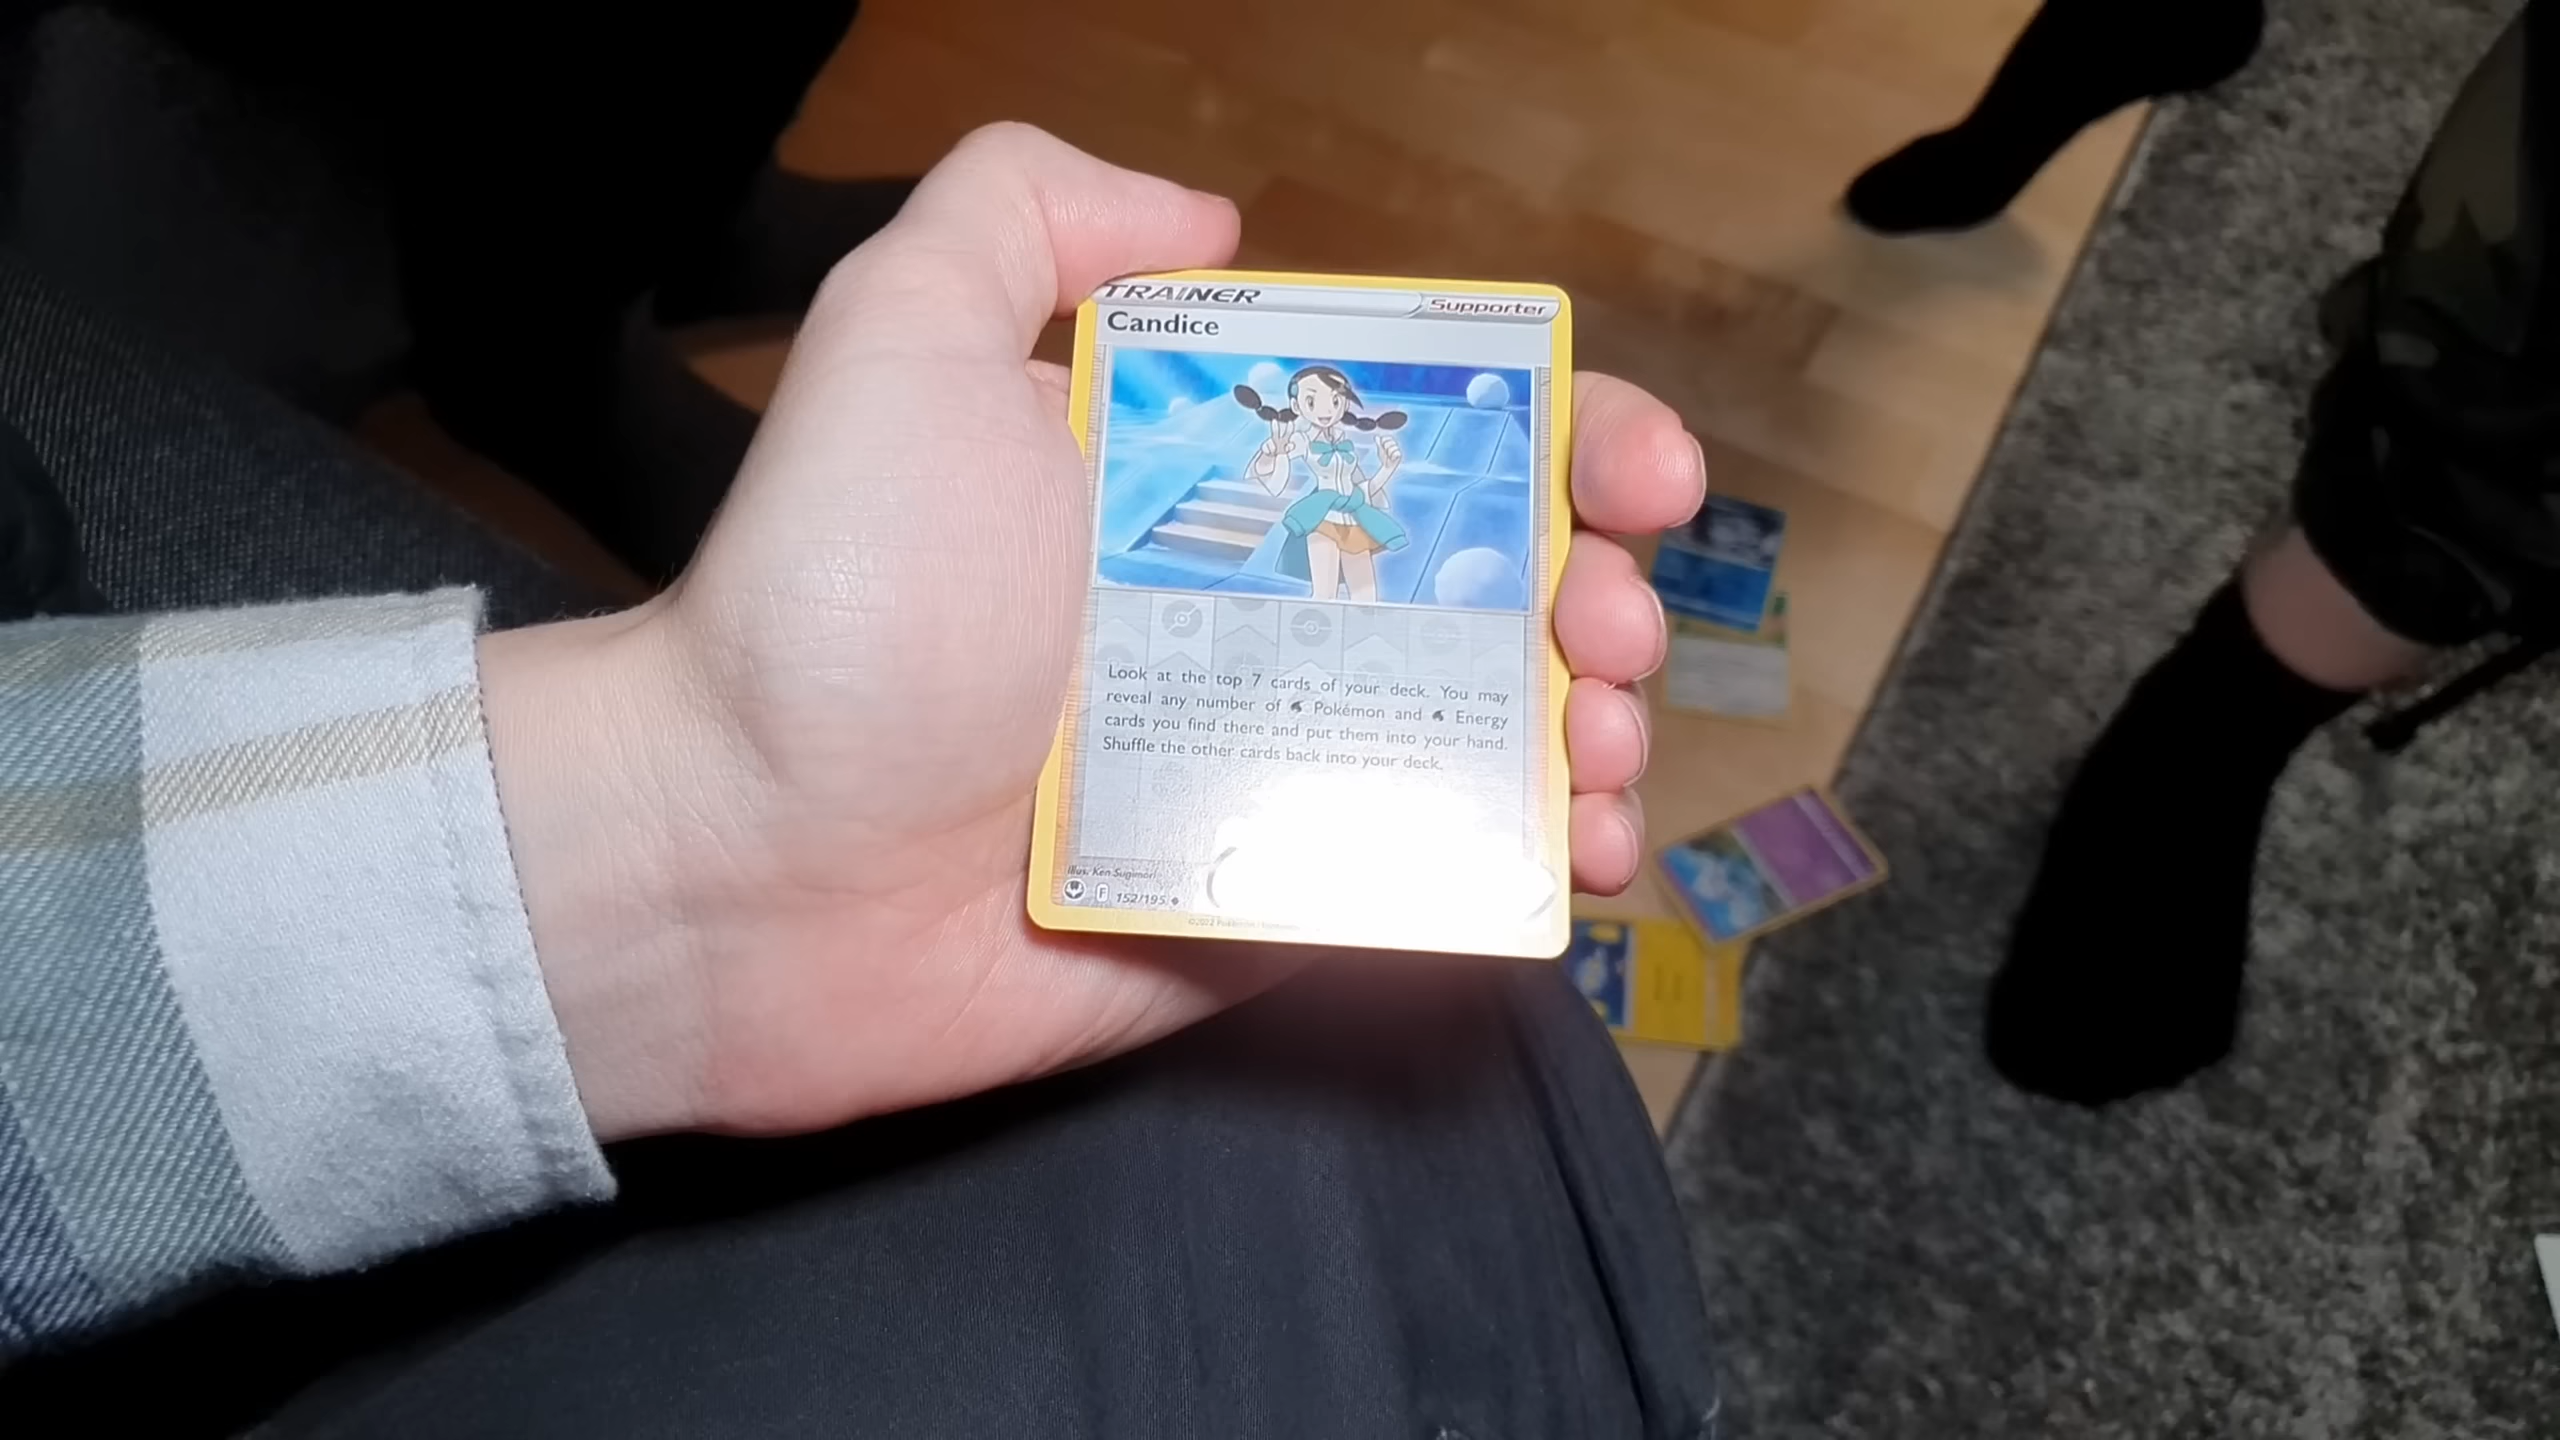 TRAINER
Supporter
Candice
Look at the top 7 cards of your deck. You may
reveal any number of Pokémon and Energy
cards you find there and put them into your hand.
Shuffle the other cards back into your deck.
Illus. Ken Sugimori
F 152/195
©2022 Pokémon